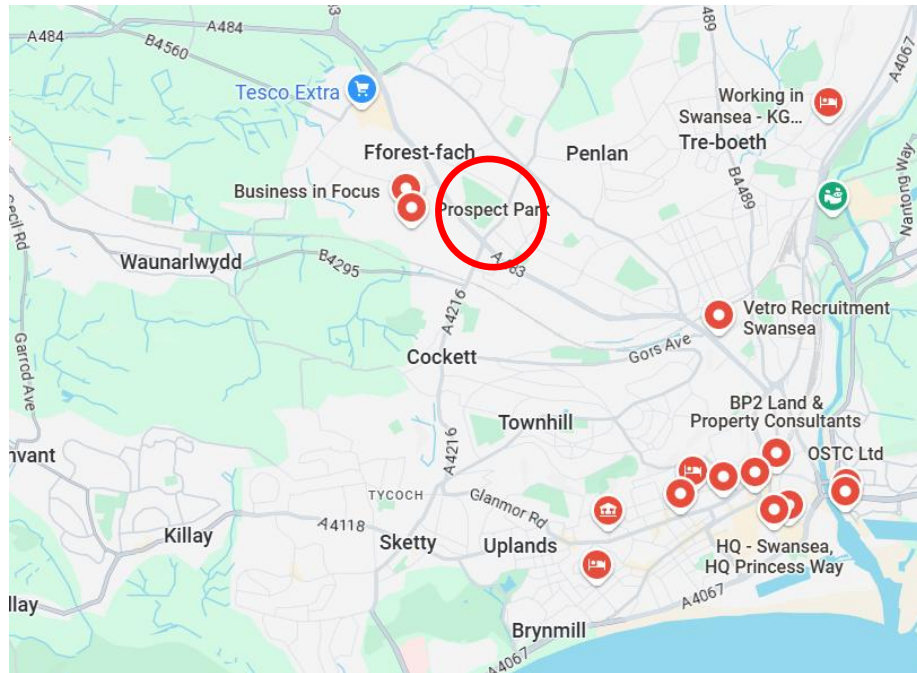 A484
A484
B4560
489
A4067
Tesco Extra
Working in
Swansea - KG...
Tre-boeth
Fforest-fach
Penlan
Business in Focus
Prospect Park
B4489
Nantong Way
Cecil Rd
Waunarlwydd
B4295
A483
A4216
Vetro Recruitment
Swansea
Garrod Ave
Cockett
Gors Ave
BP2 Land &
Property Consultants
Townhill
nvant
A4216
OSTC Ltd
TYCOCH
Glanmor Rd
A4118
Killay
Sketty
Uplands
HQ - Swansea,
HQ Princess Way
llay
A4067
Brynmill
A4067